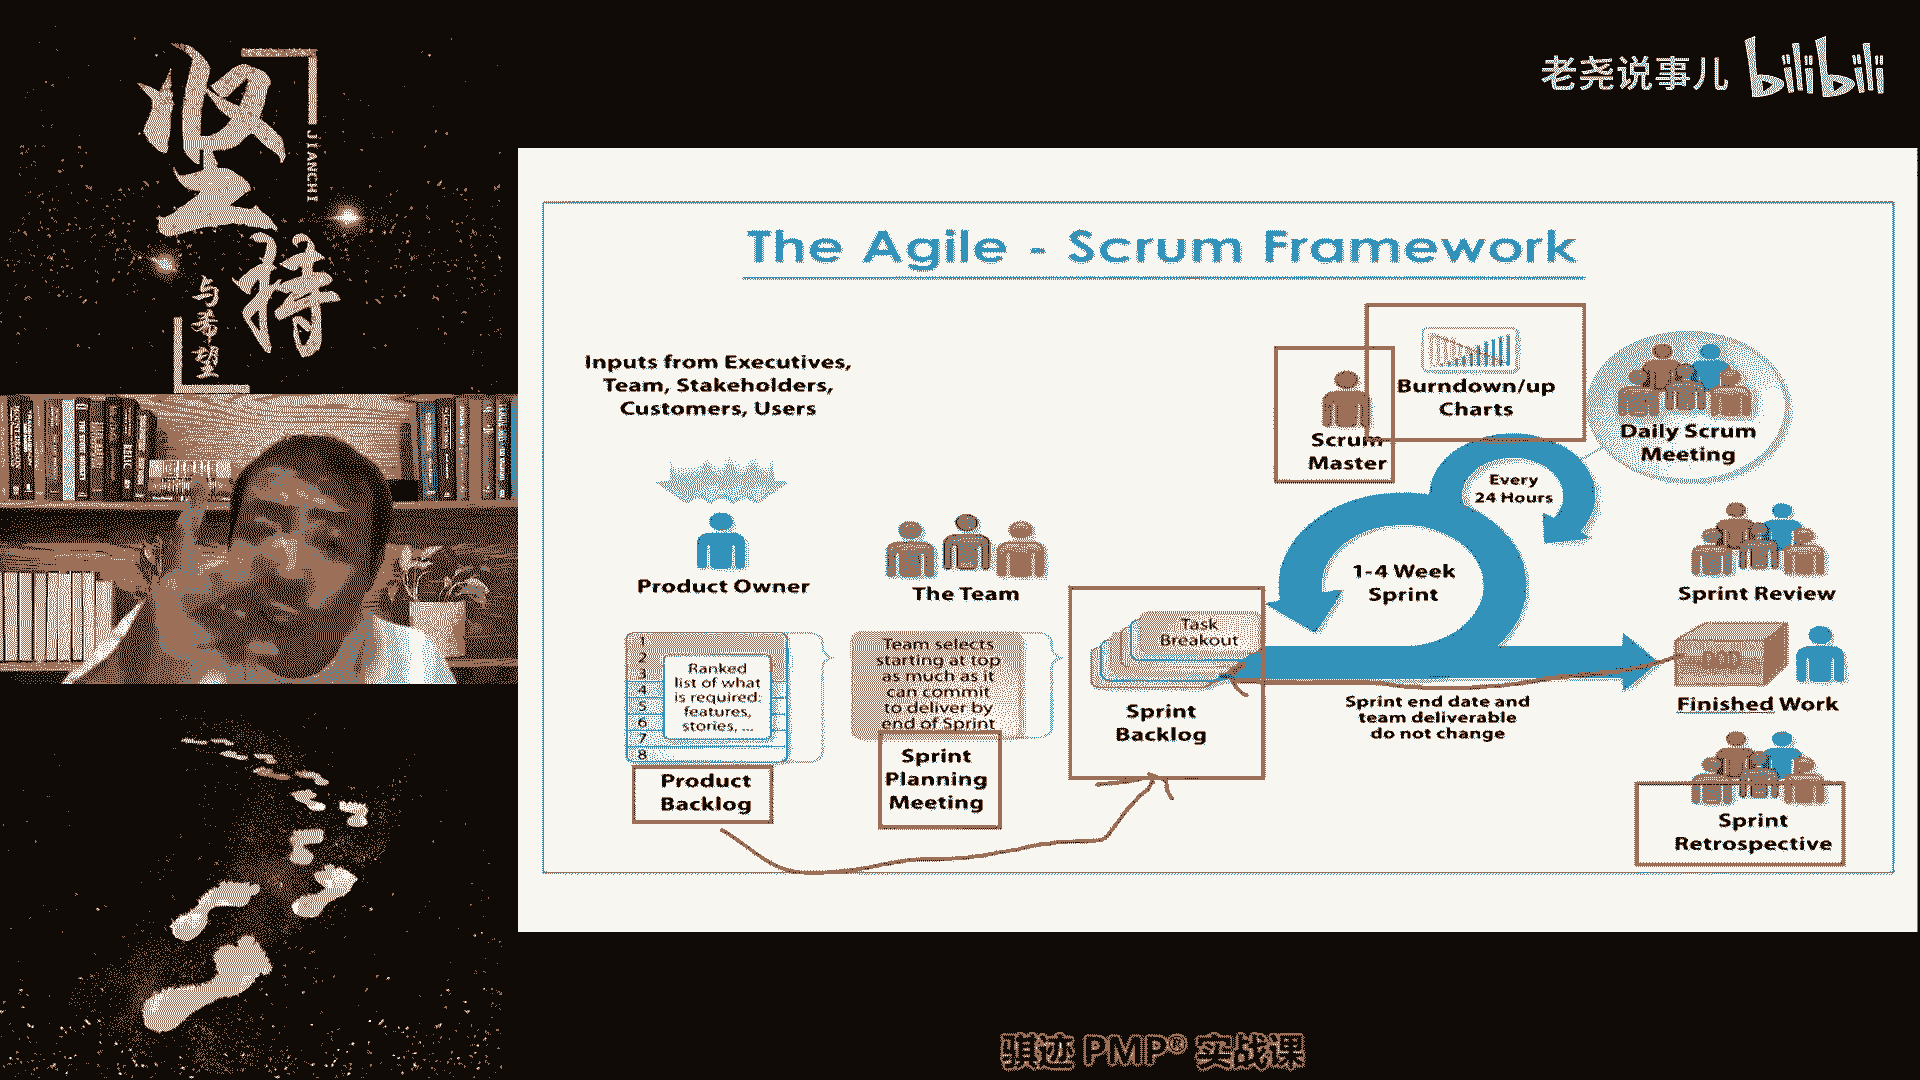 坚持
JIANCHI
与希望
老尧说事儿 bilibili
The Agile - Scrum Framework
Inputs from Executives,
Team, Stakeholders,
Customers, Users
Product Owner
The Team
1
2
3
4
5
6
7
8
Ranked
list of what
is required:
features,
stories, ...
Product
Backlog
Team selects
starting at top
as much as it
can commit
to deliver by
end of Sprint
Sprint
Planning
Meeting
Task
Breakout
Sprint
Backlog
Scrum
Master
Burndown/up
Charts
Every
24 Hours
1-4 Week
Sprint
Sprint end date and
team deliverable
do not change
Daily Scrum
Meeting
Sprint Review
Finished Work
Sprint
Retrospective
骐迹 PMP® 实战课